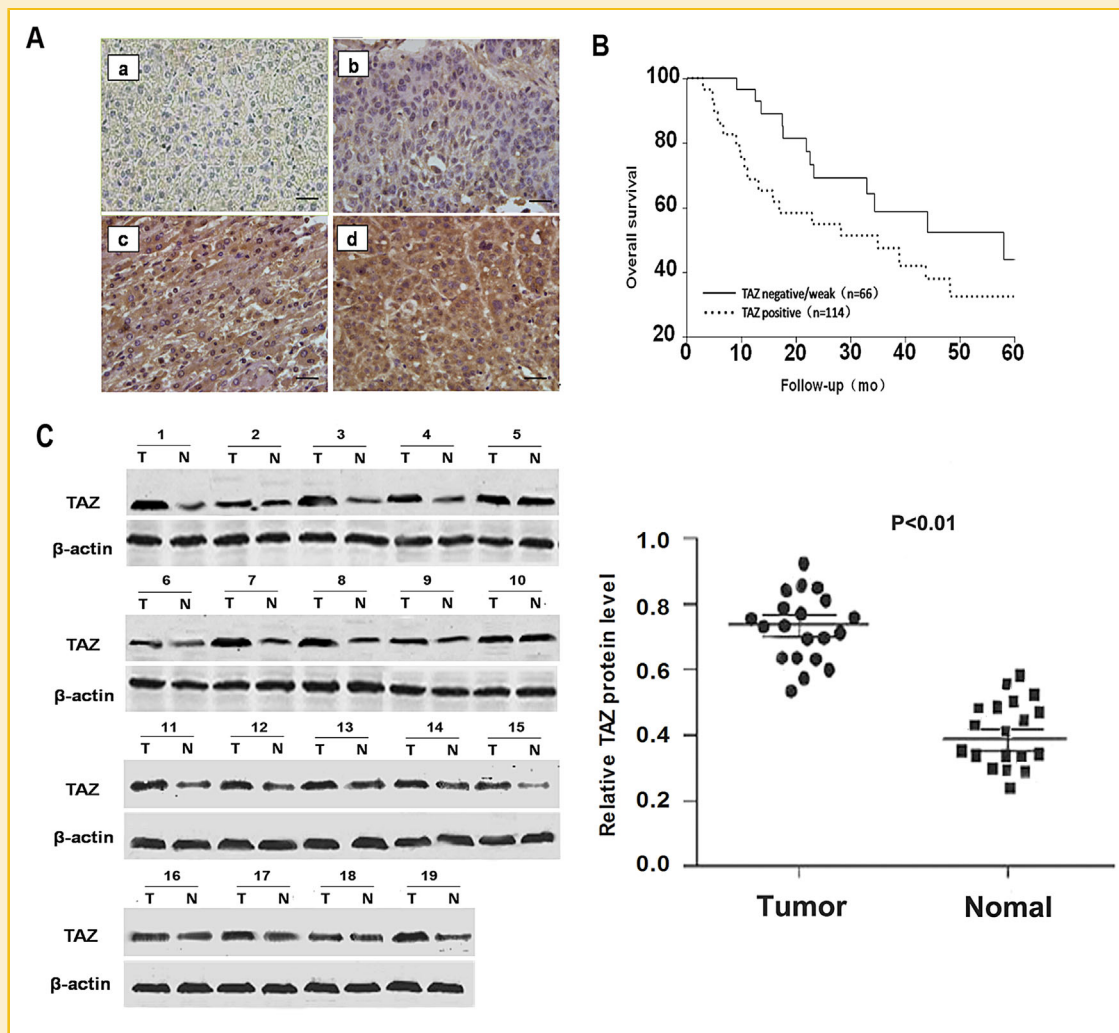 A
a
b
c
d
B
100
80
60
40
20
Overall survival
TAZ negative/weak (n=66)
TAZ positive (n=114)
0 10 20 30 40 50 60
Follow-up (mo)
C
1 2 3 4 5
T N T N T N T N T N
TAZ
β-actin
6 7 8 9 10
T N T N T N T N T N
TAZ
β-actin
11 12 13 14 15
T N T N T N T N T N
TAZ
β-actin
16 17 18 19
T N T N T N T N
TAZ
β-actin
P<0.01
1.0
0.8
0.6
0.4
0.2
0.0
Relative TAZ protein level
Tumor Nomal